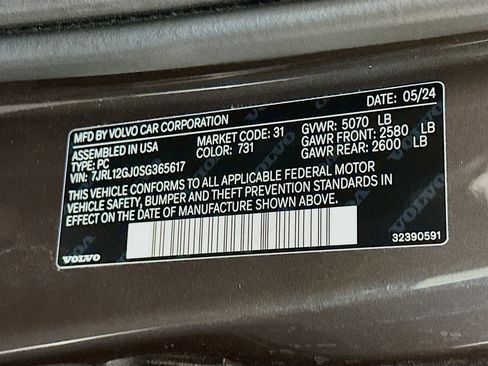 DATE: 05/24
MFD BY VOLVO CAR CORPORATION
ASSEMBLED IN USA
MARKET CODE: 31
GVWR: 5070 LB
TYPE: PC
COLOR: 731
GAWR FRONT: 2580 LB
VIN: 7JRL12GJ0SG365617
GAWR REAR: 2600 LB
THIS VEHICLE CONFORMS TO ALL APPLICABLE FEDERAL MOTOR
VEHICLE SAFETY, BUMPER AND THEFT PREVENTION STANDARDS IN
EFFECT ON THE DATE OF MANUFACTURE SHOWN ABOVE.
VOLVO
32390591